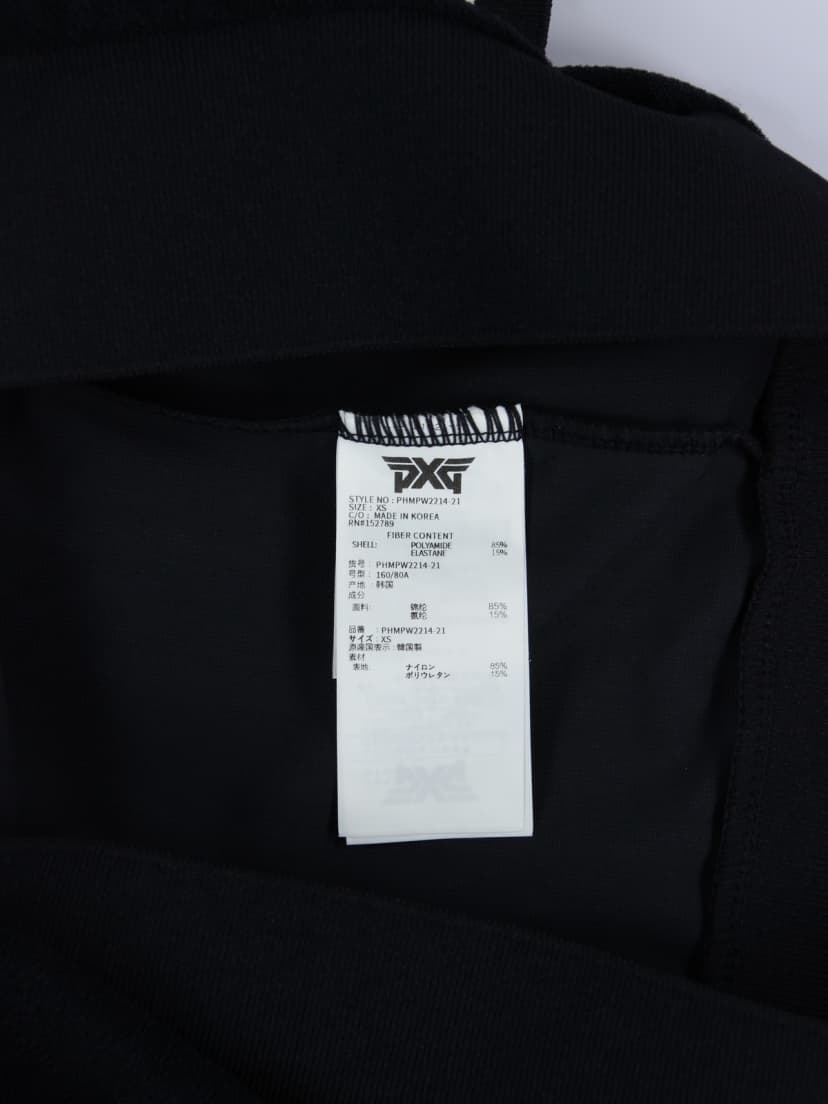 PXG
STYLE NO : PHMPW2214-21
SIZE : XS
C/O : MADE IN KOREA
RN#152789
FIBER CONTENT
SHELL: POLYAMIDE 85%
ELASTANE 15%
货号 : PHMPW2214-21
号型 : 160/80A
产地 : 韩国
成分
面料: 锦纶 85%
氨纶 15%
品番 : PHMPW2214-21
サイズ : XS
原産国表示 : 韓国製
素材
表地: ナイロン 85%
ポリウレタン 15%